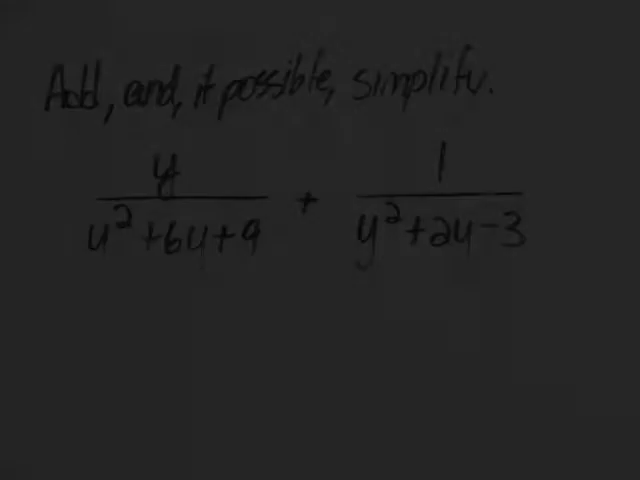 Add, and, if possible, simplify.
y/(y²+6y+9) + 1/(y²+2y-3)